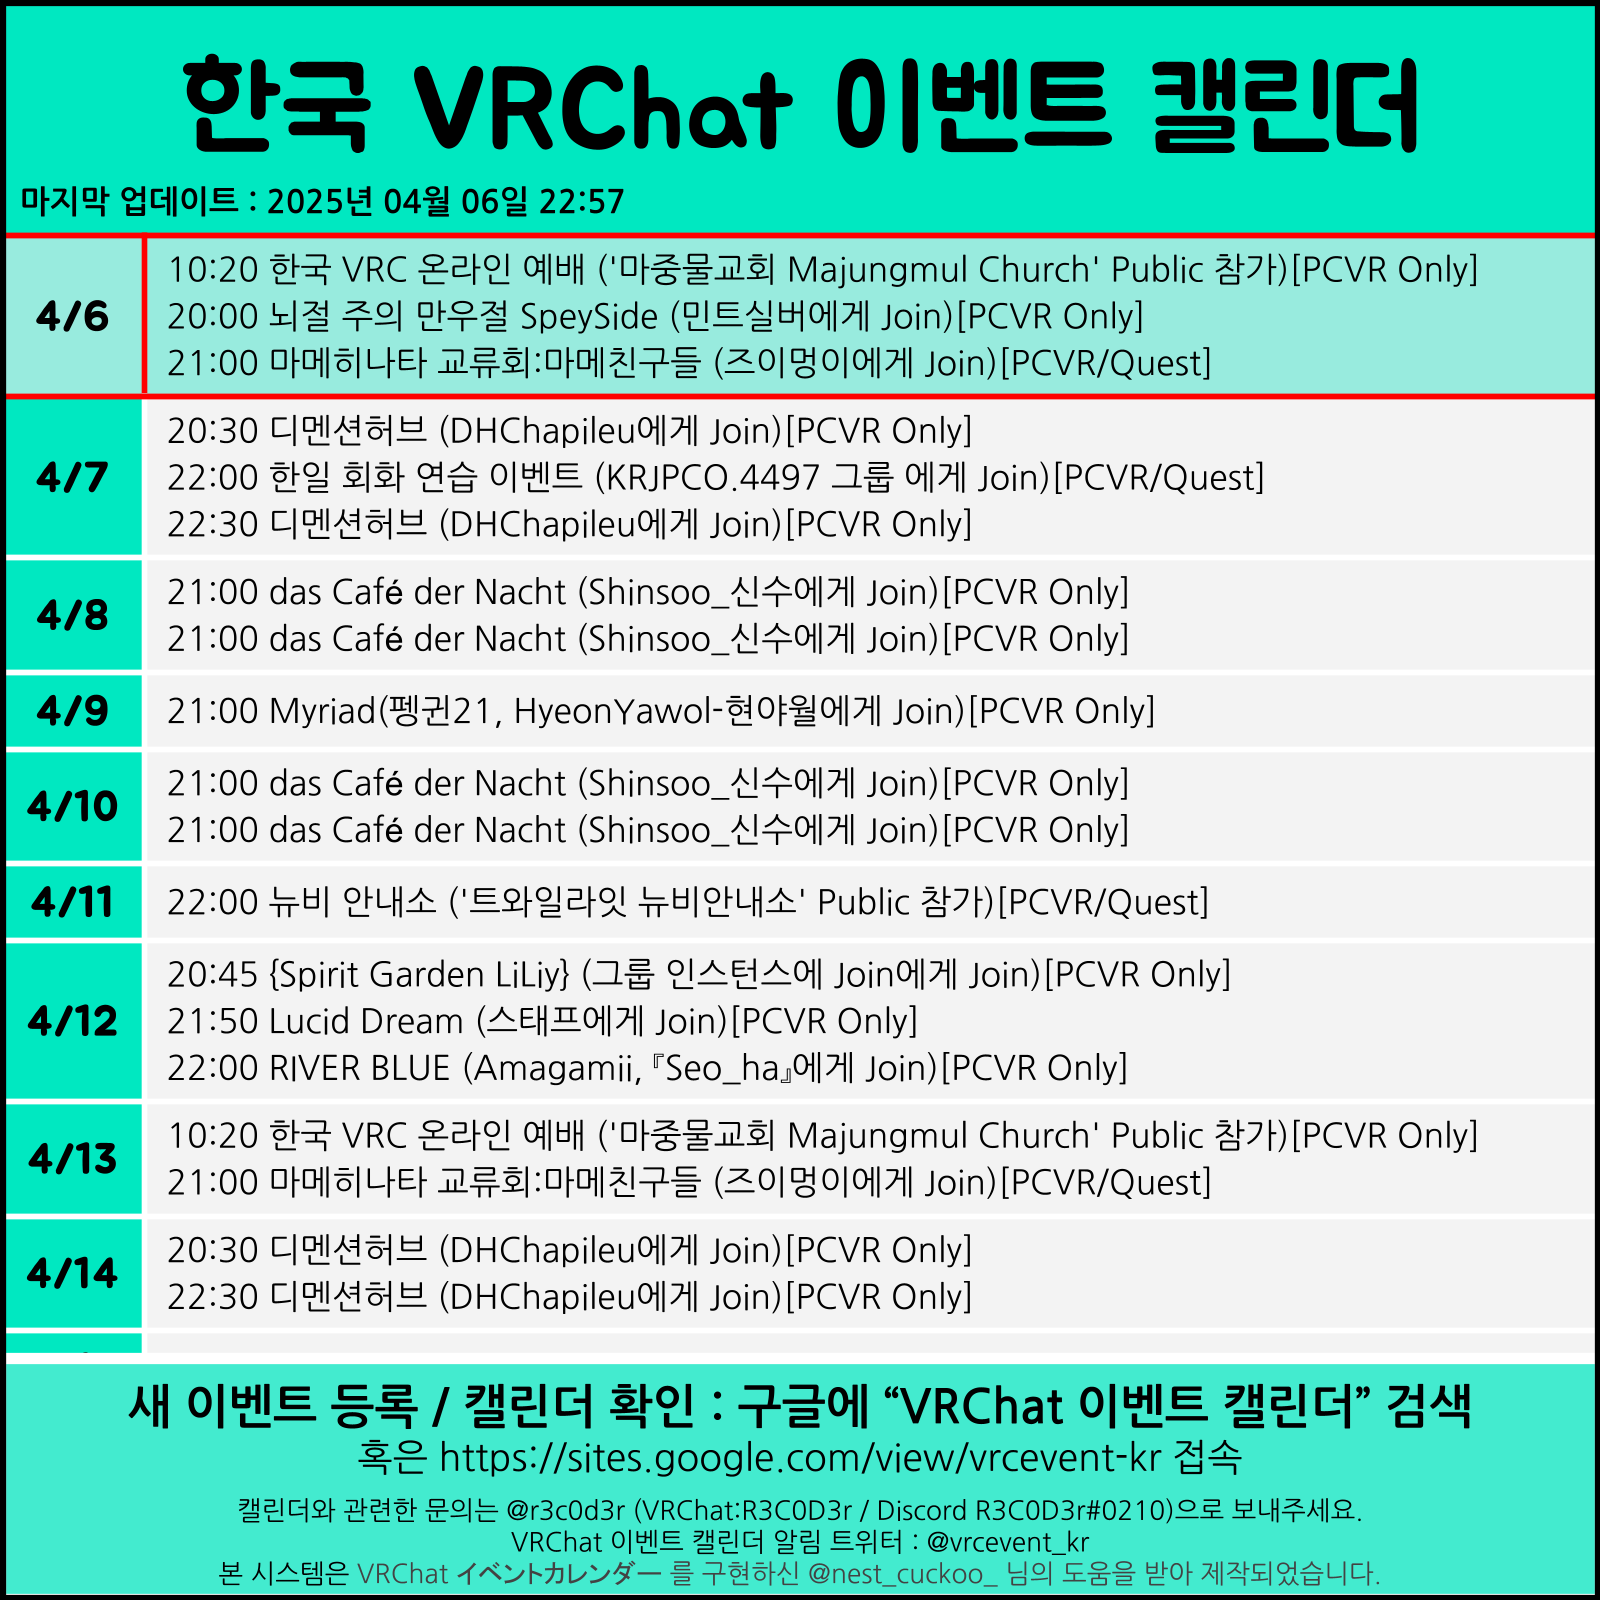 한국 VRChat 이벤트 캘린더
마지막 업데이트 : 2025년 04월 06일 22:57
4/6
10:20 한국 VRC 온라인 예배 ('마중물교회 Majungmul Church' Public 참가)[PCVR Only]
20:00 뇌절 주의 만우절 SpeySide (민트실버에게 Join)[PCVR Only]
21:00 마메히나타 교류회:마메친구들 (즈이멍이에게 Join)[PCVR/Quest]
4/7
20:30 디멘션허브 (DHChapileu에게 Join)[PCVR Only]
22:00 한일 회화 연습 이벤트 (KRJPCO.4497 그룹 에게 Join)[PCVR/Quest]
22:30 디멘션허브 (DHChapileu에게 Join)[PCVR Only]
4/8
21:00 das Café der Nacht (Shinsoo_신수에게 Join)[PCVR Only]
21:00 das Café der Nacht (Shinsoo_신수에게 Join)[PCVR Only]
4/9
21:00 Myriad(펭귄21, HyeonYawol-현야월에게 Join)[PCVR Only]
4/10
21:00 das Café der Nacht (Shinsoo_신수에게 Join)[PCVR Only]
21:00 das Café der Nacht (Shinsoo_신수에게 Join)[PCVR Only]
4/11
22:00 뉴비 안내소 ('트와일라잇 뉴비안내소' Public 참가)[PCVR/Quest]
4/12
20:45 {Spirit Garden LiLiy} (그룹 인스턴스에 Join에게 Join)[PCVR Only]
21:50 Lucid Dream (스태프에게 Join)[PCVR Only]
22:00 RIVER BLUE (Amagamii, 『Seo_ha』에게 Join)[PCVR Only]
4/13
10:20 한국 VRC 온라인 예배 ('마중물교회 Majungmul Church' Public 참가)[PCVR Only]
21:00 마메히나타 교류회:마메친구들 (즈이멍이에게 Join)[PCVR/Quest]
4/14
20:30 디멘션허브 (DHChapileu에게 Join)[PCVR Only]
22:30 디멘션허브 (DHChapileu에게 Join)[PCVR Only]
새 이벤트 등록 / 캘린더 확인 : 구글에 “VRChat 이벤트 캘린더” 검색
혹은 https://sites.google.com/view/vrcevent-kr 접속
캘린더와 관련한 문의는 @r3c0d3r (VRChat:R3C0D3r / Discord R3C0D3r#0210)으로 보내주세요.
VRChat 이벤트 캘린더 알림 트위터 : @vrcevent_kr
본 시스템은 VRChat イベントカレンダー 를 구현하신 @nest_cuckoo_ 님의 도움을 받아 제작되었습니다.